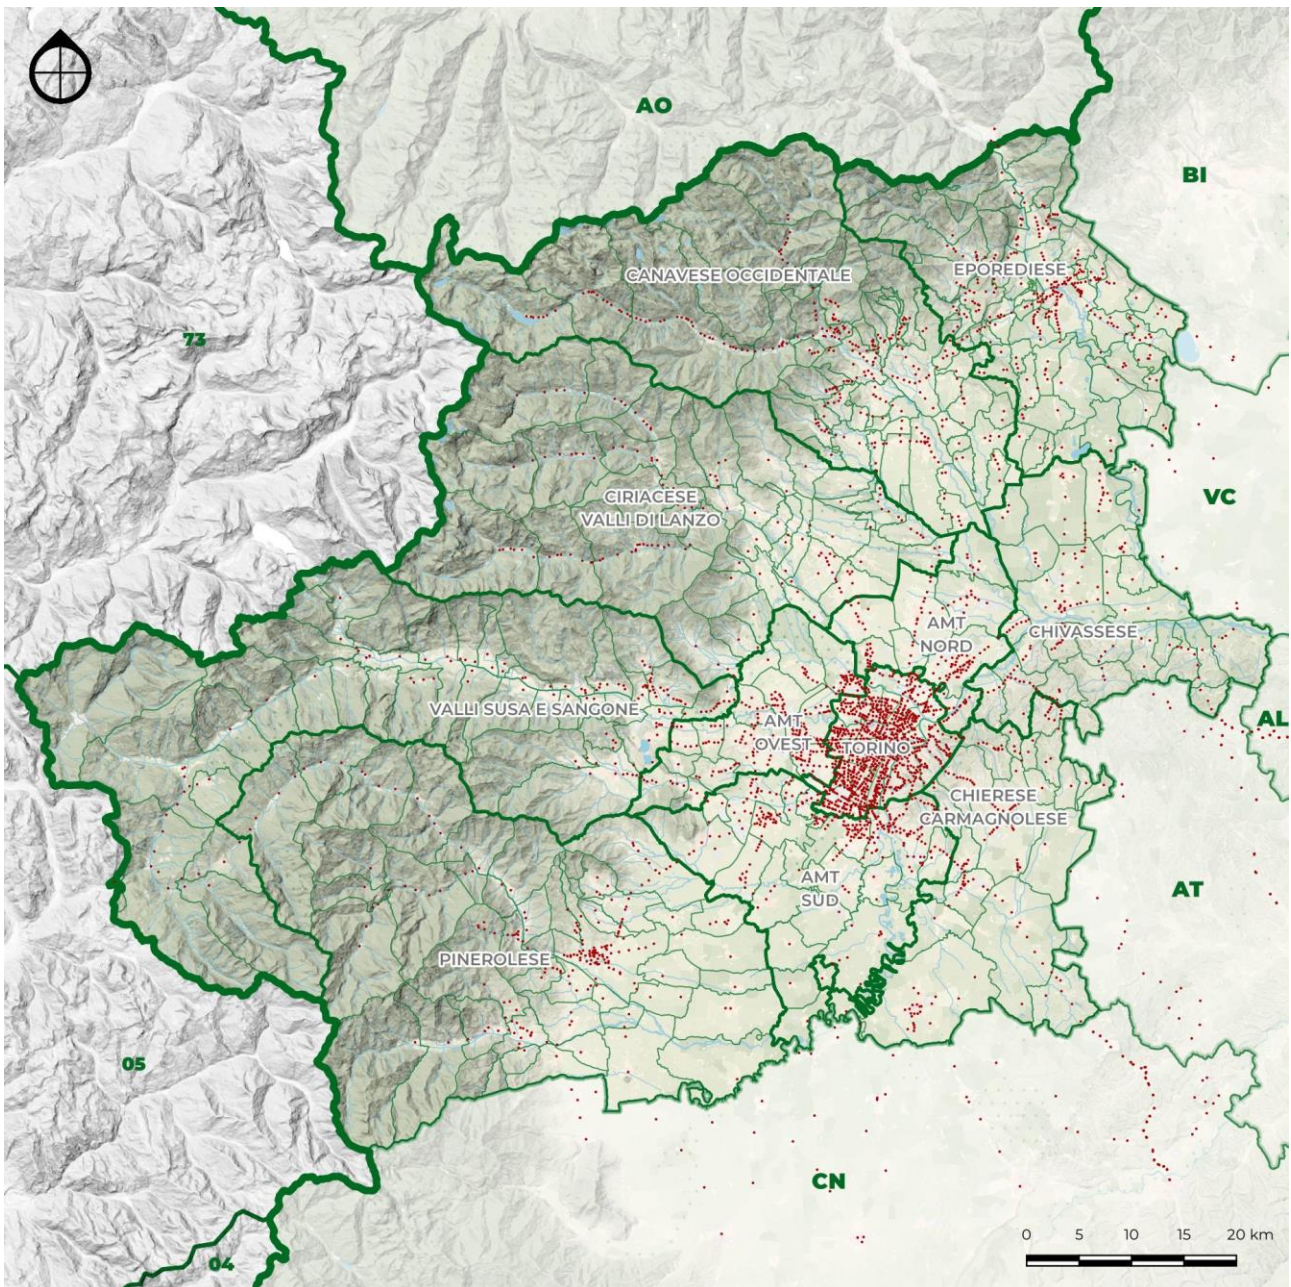 AO
BI
CANAVESE OCCIDENTALE
EPOREDIESE
73
CIRIACESE
VALLI DI LANZO
VC
AMT
NORD
CHIVASSESE
VALLI SUSA E SANGONE
AMT
OVEST
TORINO
AL
CHIERESE
CARMAGNOLESE
AMT
SUD
AT
PINEROLESE
05
CN
04
0 5 10 15 20 km